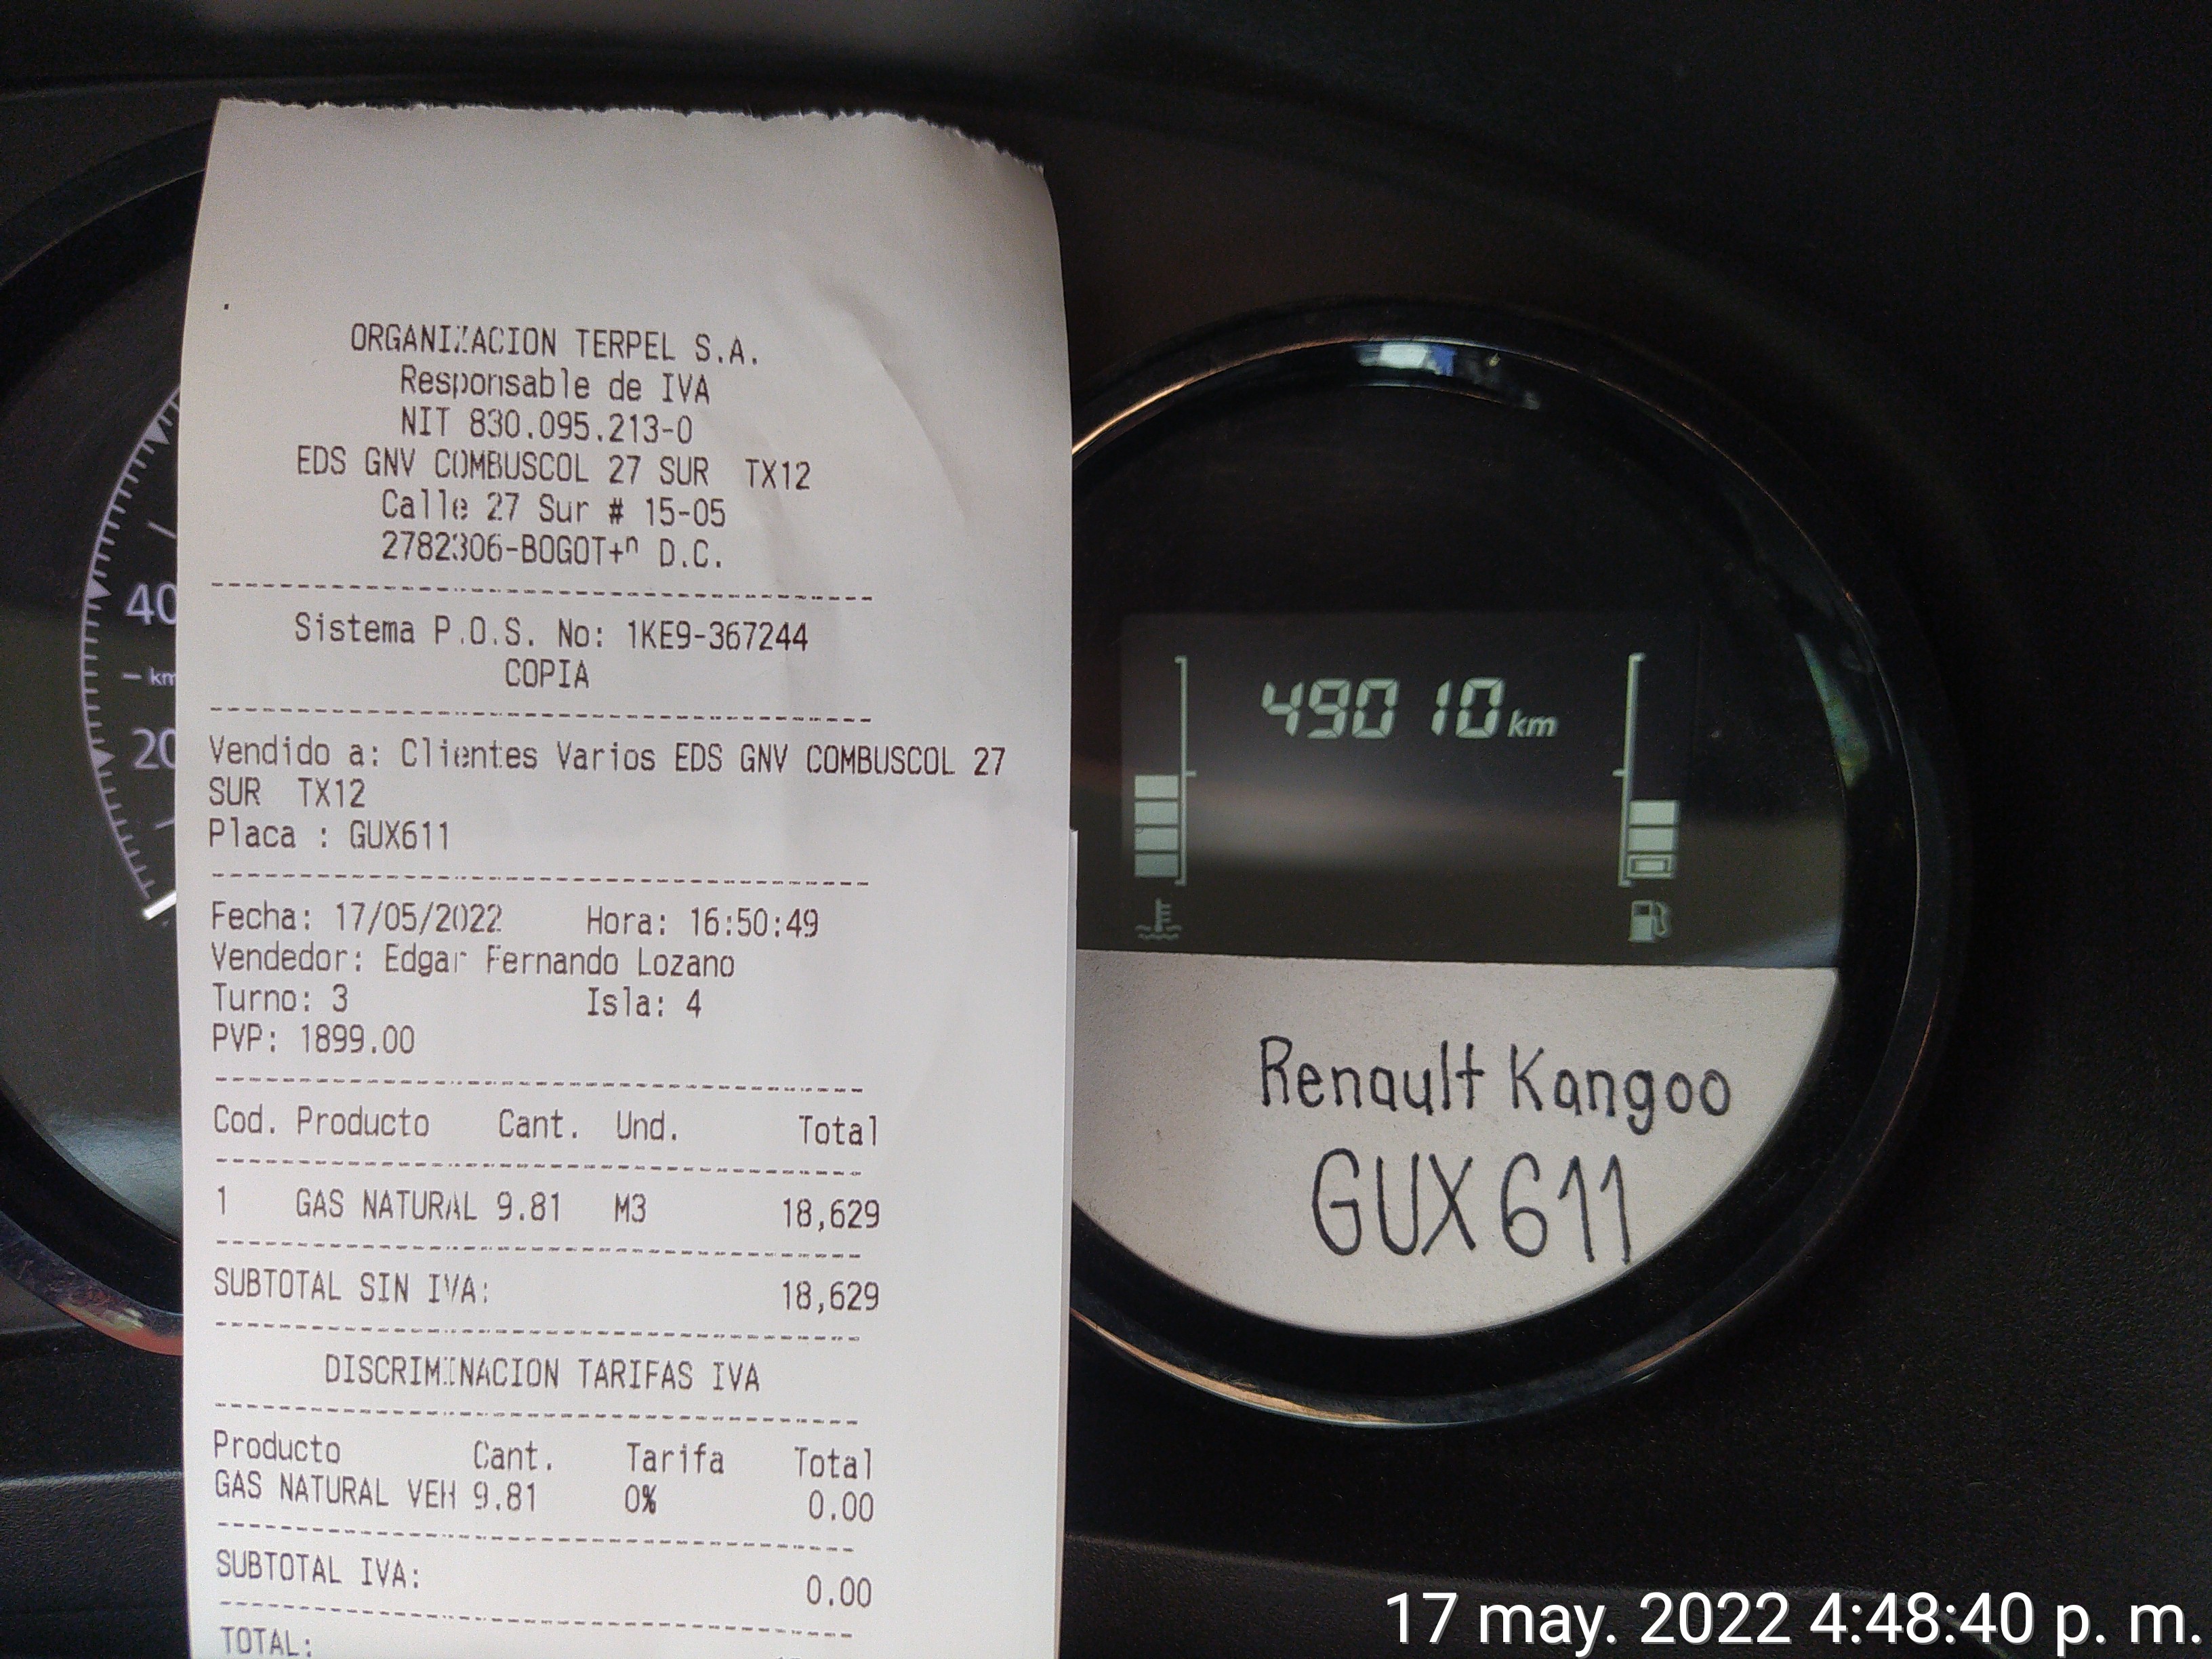 ORGANIZACION TERPEL S.A.
Responsable de IVA
NIT 830.095.213-0
EDS GNV COMBUSCOL 27 SUR TX12
Calle 27 Sur # 15-05
2782306-BOGOT+ⁿ D.C.
Sistema P.O.S. No: 1KE9-367244
COPIA
Vendido a: Clientes Varios EDS GNV COMBUSCOL 27
SUR TX12
Placa : GUX611
Fecha: 17/05/2022 Hora: 16:50:49
Vendedor: Edgar Fernando Lozano
Turno: 3 Isla: 4
PVP: 1899.00
Cod. Producto Cant. Und. Total
1 GAS NATURAL 9.81 M3 18,629
SUBTOTAL SIN IVA: 18,629
DISCRIMINACION TARIFAS IVA
Producto Cant. Tarifa Total
GAS NATURAL VEH 9.81 0% 0.00
SUBTOTAL IVA: 0.00
TOTAL:
40
km
20
49010 km
Renault Kangoo
GUX 611
17 may. 2022 4:48:40 p. m.